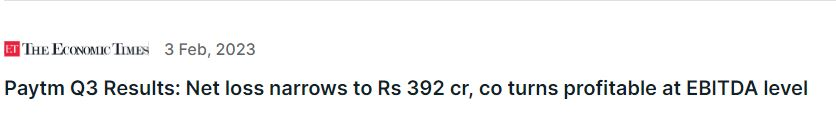 ET THE ECONOMIC TIMES 3 Feb, 2023
Paytm Q3 Results: Net loss narrows to Rs 392 cr, co turns profitable at EBITDA level